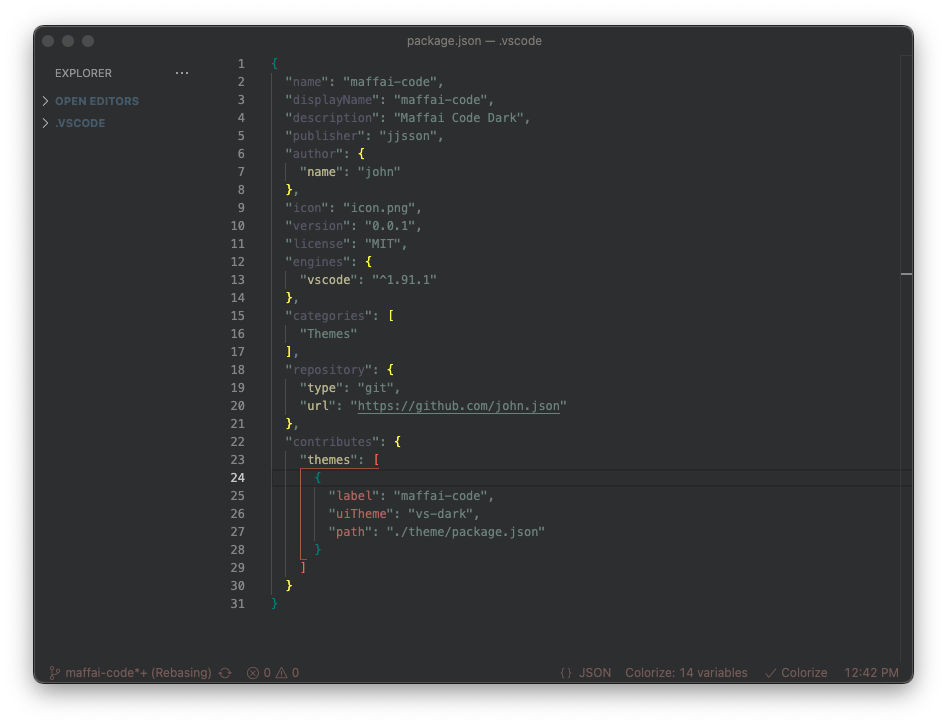 package.json — .vscode
EXPLORER ···
OPEN EDITORS
.VSCODE
1 {
2 "name": "maffai-code",
3 "displayName": "maffai-code",
4 "description": "Maffai Code Dark",
5 "publisher": "jjsson",
6 "author": {
7 "name": "john"
8 },
9 "icon": "icon.png",
10 "version": "0.0.1",
11 "license": "MIT",
12 "engines": {
13 "vscode": "^1.91.1"
14 },
15 "categories": [
16 "Themes"
17 ],
18 "repository": {
19 "type": "git",
20 "url": "https://github.com/john.json"
21 },
22 "contributes": {
23 "themes": [
24 {
25 "label": "maffai-code",
26 "uiTheme": "vs-dark",
27 "path": "./theme/package.json"
28 }
29 ]
30 }
31 }
maffai-code*+ (Rebasing) 0 0 {} JSON Colorize: 14 variables Colorize 12:42 PM